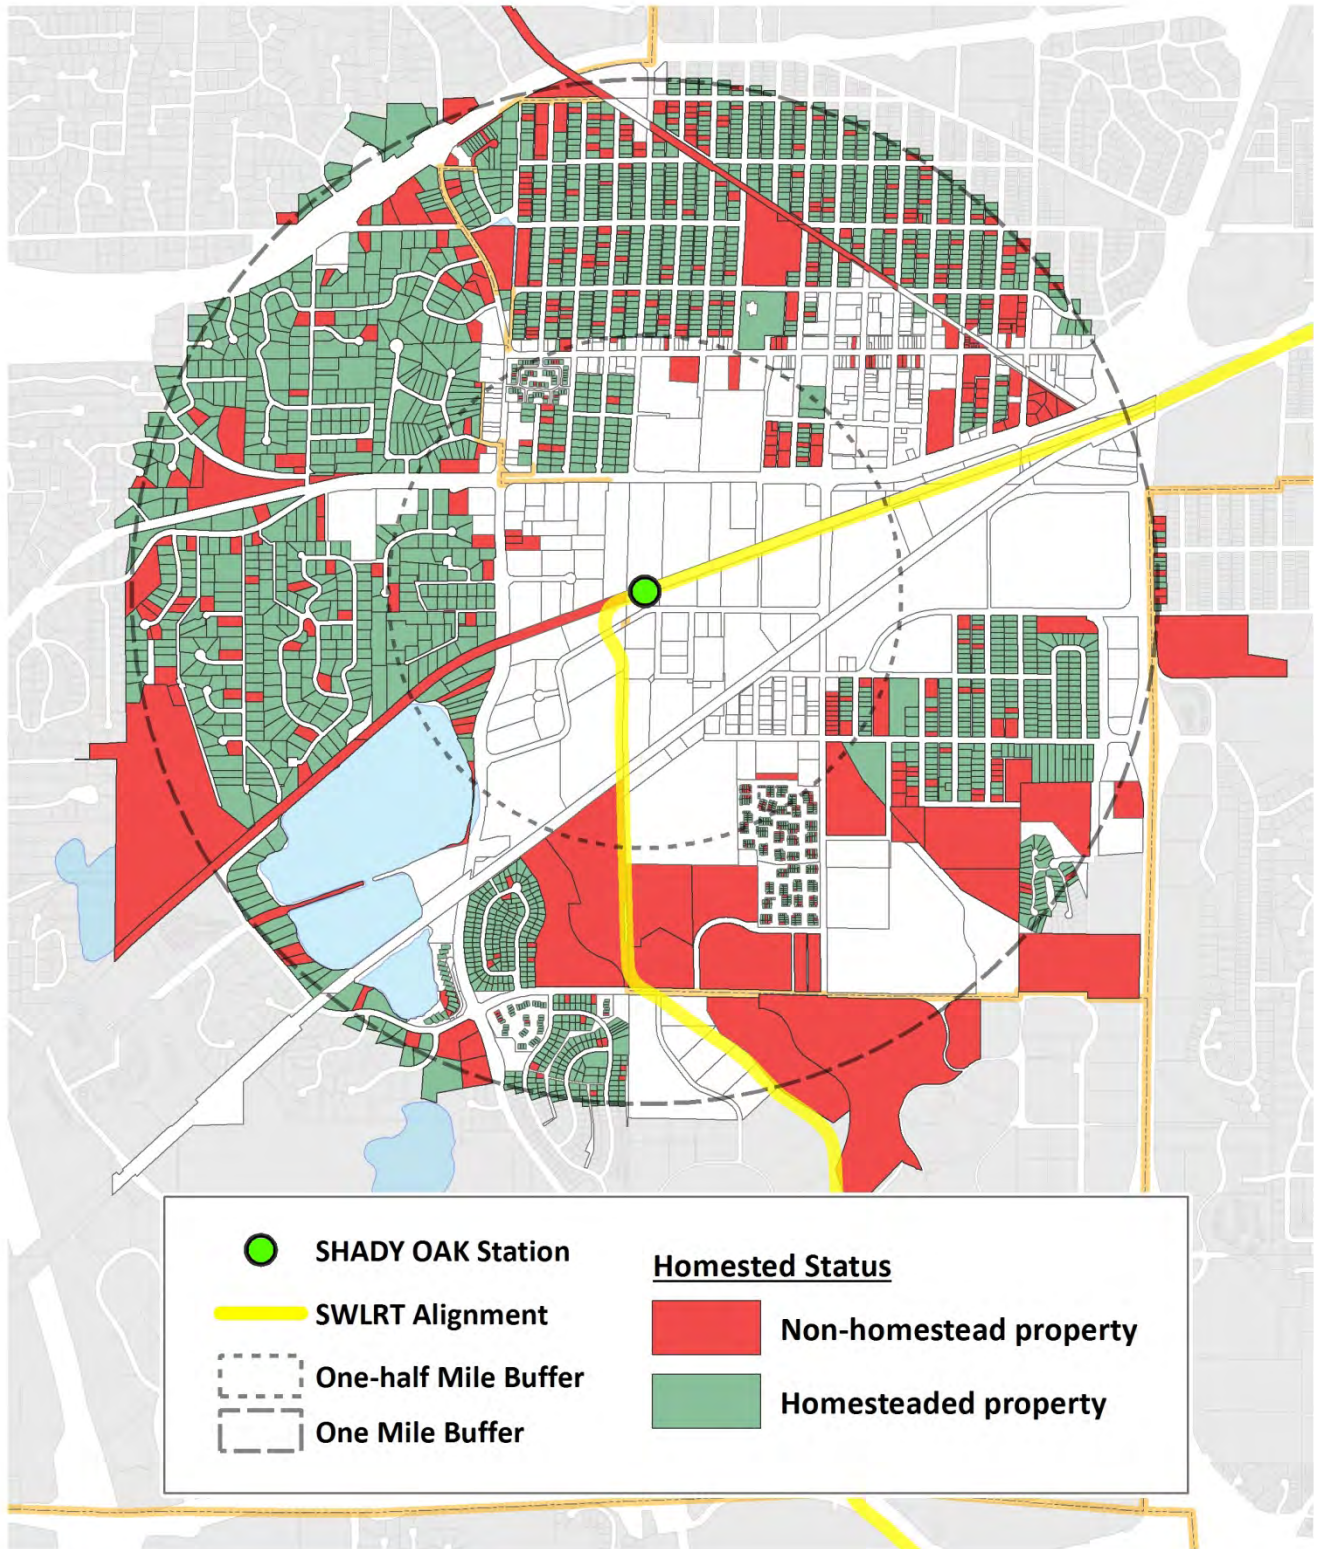 SHADY OAK Station
SWLRT Alignment
One-half Mile Buffer
One Mile Buffer
Homested Status
Non-homestead property
Homesteaded property